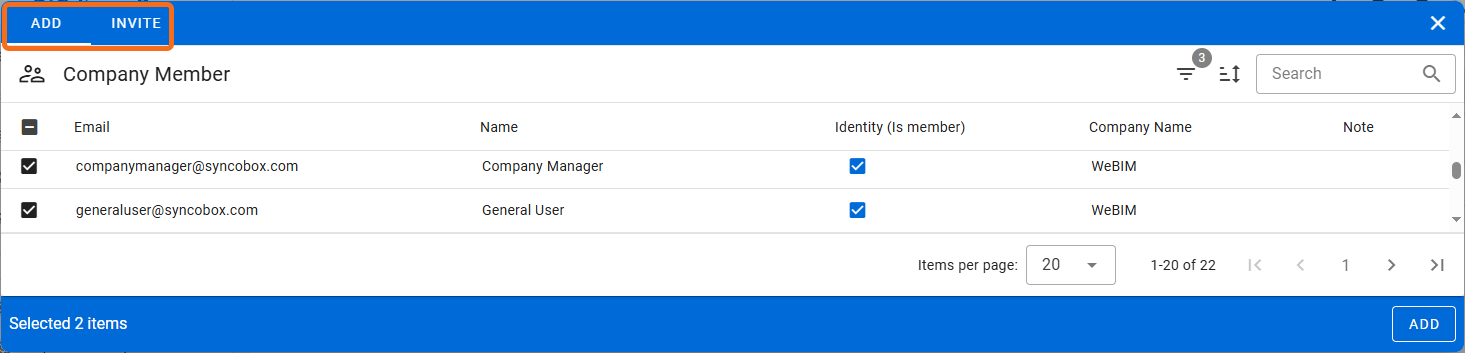 ADD INVITE
Company Member 3 Search
Email Name Identity (Is member) Company Name Note
companymanager@syncobox.com Company Manager WeBIM
generaluser@syncobox.com General User WeBIM
Items per page: 20 1-20 of 22 1
Selected 2 items ADD